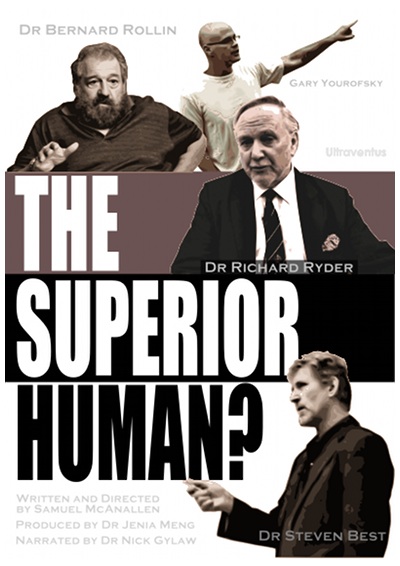 DR BERNARD ROLLIN
GARY YOUROFSKY
Ultraventus
THE
DR RICHARD RYDER
SUPERIOR
HUMAN?
WRITTEN AND DIRECTED
BY SAMUEL MCANALLEN
PRODUCED BY DR JENIA MENG
NARRATED BY DR NICK GYLAW
DR STEVEN BEST